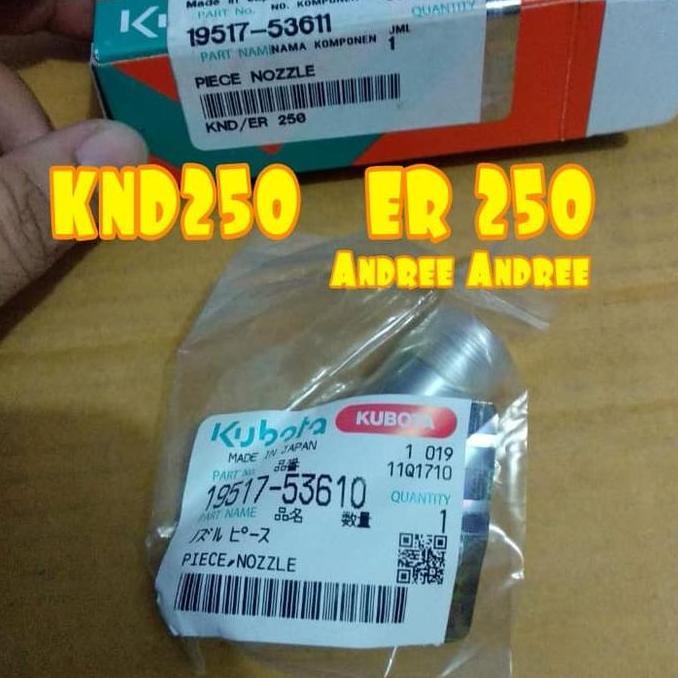 PART No. NO. KOMPONEN QUANTITY
19517-53611 JML
PART NAME NAMA KOMPONEN 1
PIECE NOZZLE
KND/ER 250
KND250 ER 250
ANDREE ANDREE
Kubota KUBOTA
MADE IN JAPAN 1 019
PART No. 品番 11Q1710
19517-53610 QUANTITY
PART NAME 品名 数量 1
ノズル ピース
PIECE,NOZZLE